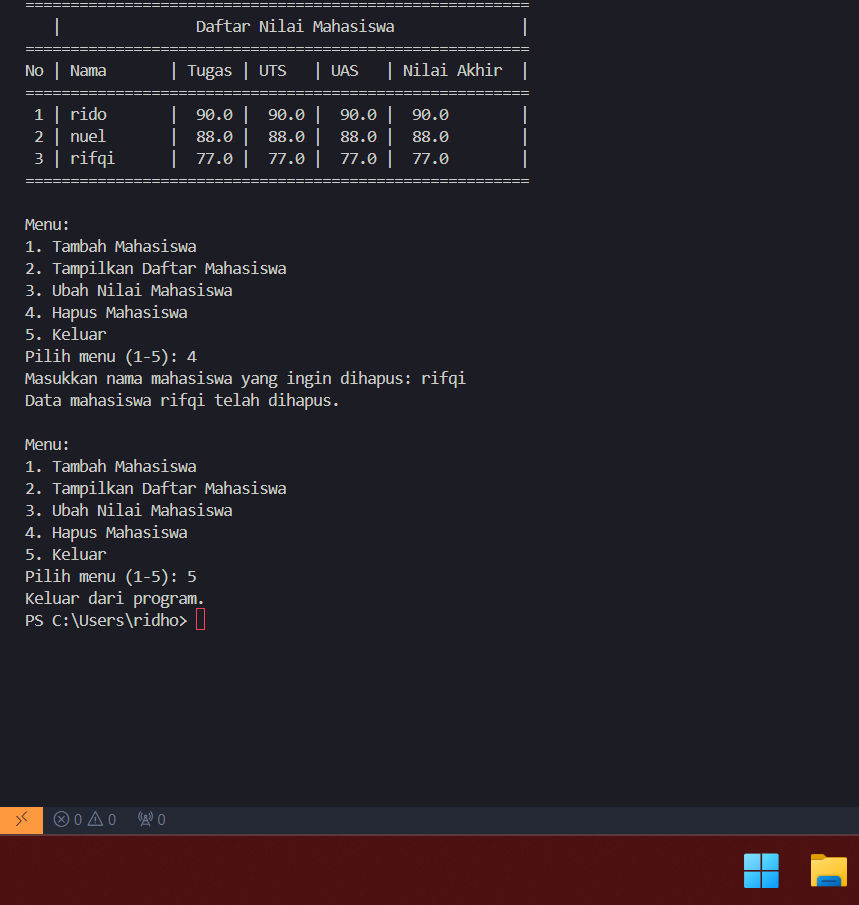 ========================================================
   |               Daftar Nilai Mahasiswa              |
========================================================
No | Nama       | Tugas | UTS   | UAS   | Nilai Akhir  |
========================================================
 1 | rido       |  90.0 |  90.0 |  90.0 |  90.0        |
 2 | nuel       |  88.0 |  88.0 |  88.0 |  88.0        |
 3 | rifqi      |  77.0 |  77.0 |  77.0 |  77.0        |
========================================================
Menu:
1. Tambah Mahasiswa
2. Tampilkan Daftar Mahasiswa
3. Ubah Nilai Mahasiswa
4. Hapus Mahasiswa
5. Keluar
Pilih menu (1-5): 4
Masukkan nama mahasiswa yang ingin dihapus: rifqi
Data mahasiswa rifqi telah dihapus.
Menu:
1. Tambah Mahasiswa
2. Tampilkan Daftar Mahasiswa
3. Ubah Nilai Mahasiswa
4. Hapus Mahasiswa
5. Keluar
Pilih menu (1-5): 5
Keluar dari program.
PS C:\Users\ridho>
0 0 0